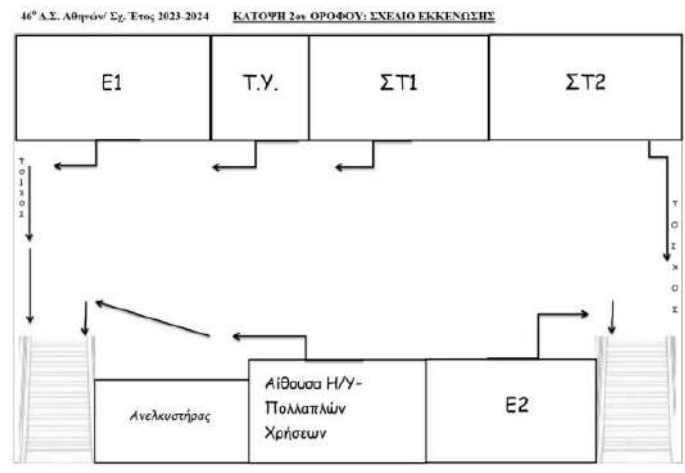 46° Δ.Σ. Αθηνών/ Σχ. Έτος 2023-2024 ΚΑΤΟΨΗ 2ου ΟΡΟΦΟΥ: ΣΧΕΔΙΟ ΕΚΚΕΝΩΣΗΣ
Ε1 Τ.Υ. ΣΤ1 ΣΤ2
ΤΟΙΧΟΣ
ΤΟΙΧΟΣ
Ανελκυστήρας
Αίθουσα Η/Υ-
Πολλαπλών
Χρήσεων
Ε2